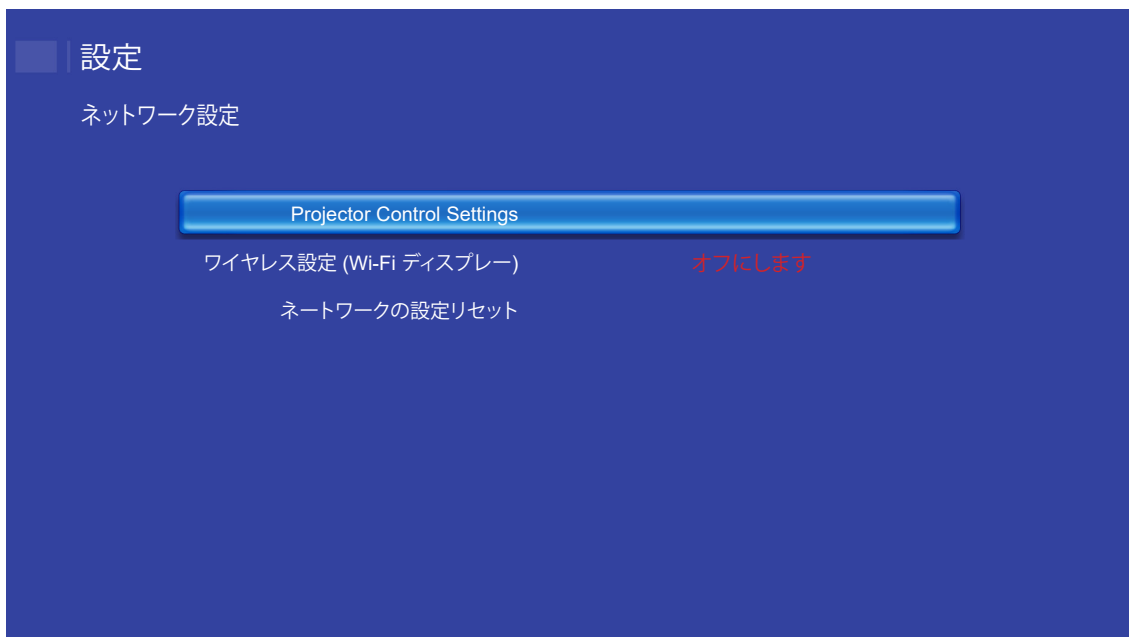 設定
ネットワーク設定
Projector Control Settings
ワイヤレス設定 (Wi-Fi ディスプレー) オフにします
ネートワークの設定リセット